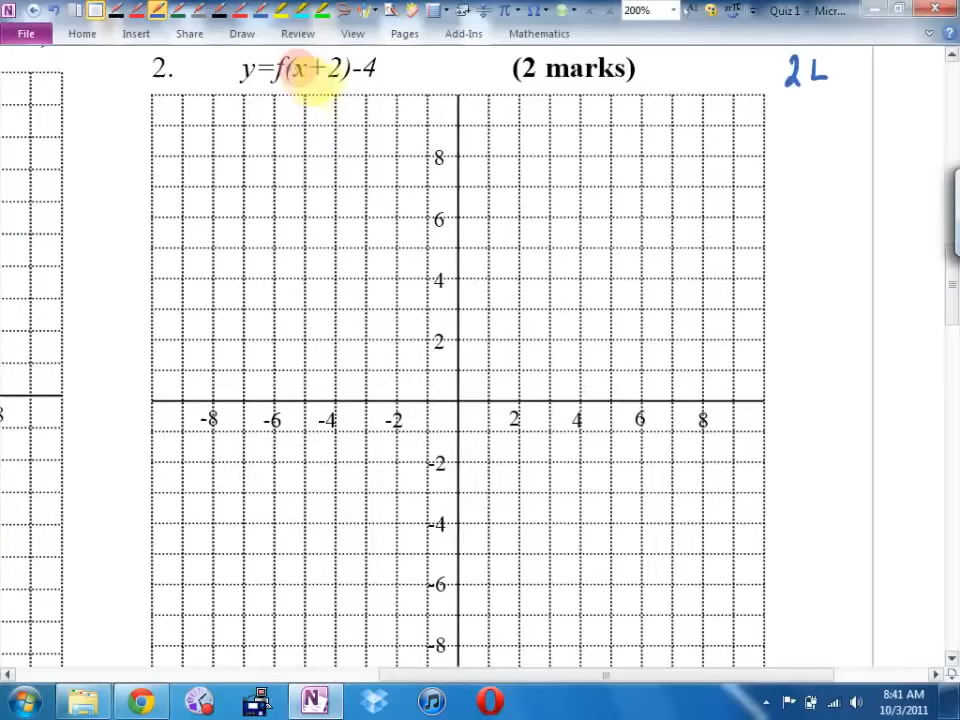 200% Quiz 1 - Micr...
File Home Insert Share Draw Review View Pages Add-Ins Mathematics
2. y=f(x+2)-4 (2 marks) 2 L
8
6
4
2
-8 -6 -4 -2 2 4 6 8
-2
-4
-6
-8
8
8:41 AM
10/3/2011